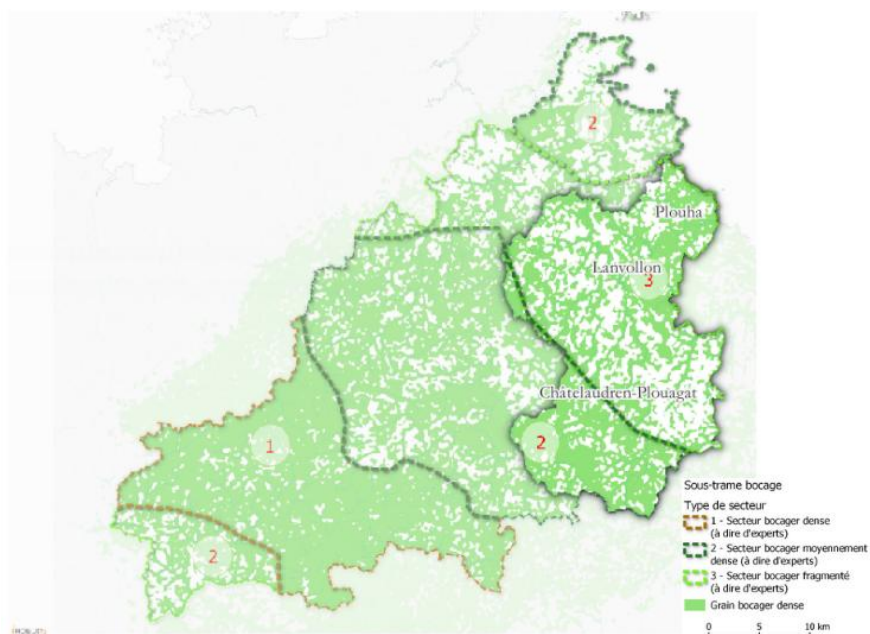 2
Plouha
Lanvollon
3
Châtelaudren-Plouagat
1
2
2
Sous-trame bocage
Type de secteur
1 - Secteur bocager dense
(à dire d'experts)
2 - Secteur bocager moyennement
dense (à dire d'experts)
3 - Secteur bocager fragmenté
(à dire d'experts)
Grain bocager dense
0 5 10 km